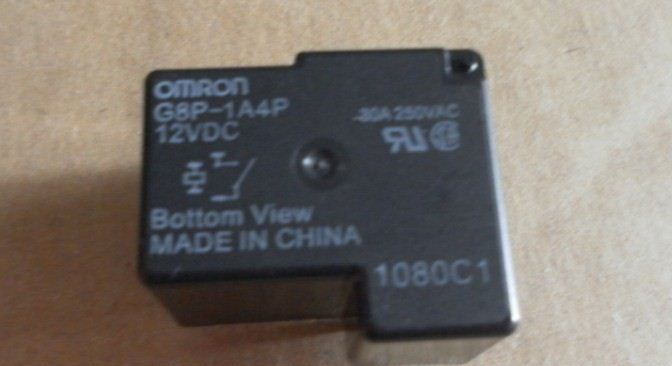 OMRON
G8P-1A4P
12VDC
30A 250VAC
Bottom View
MADE IN CHINA
1080C1